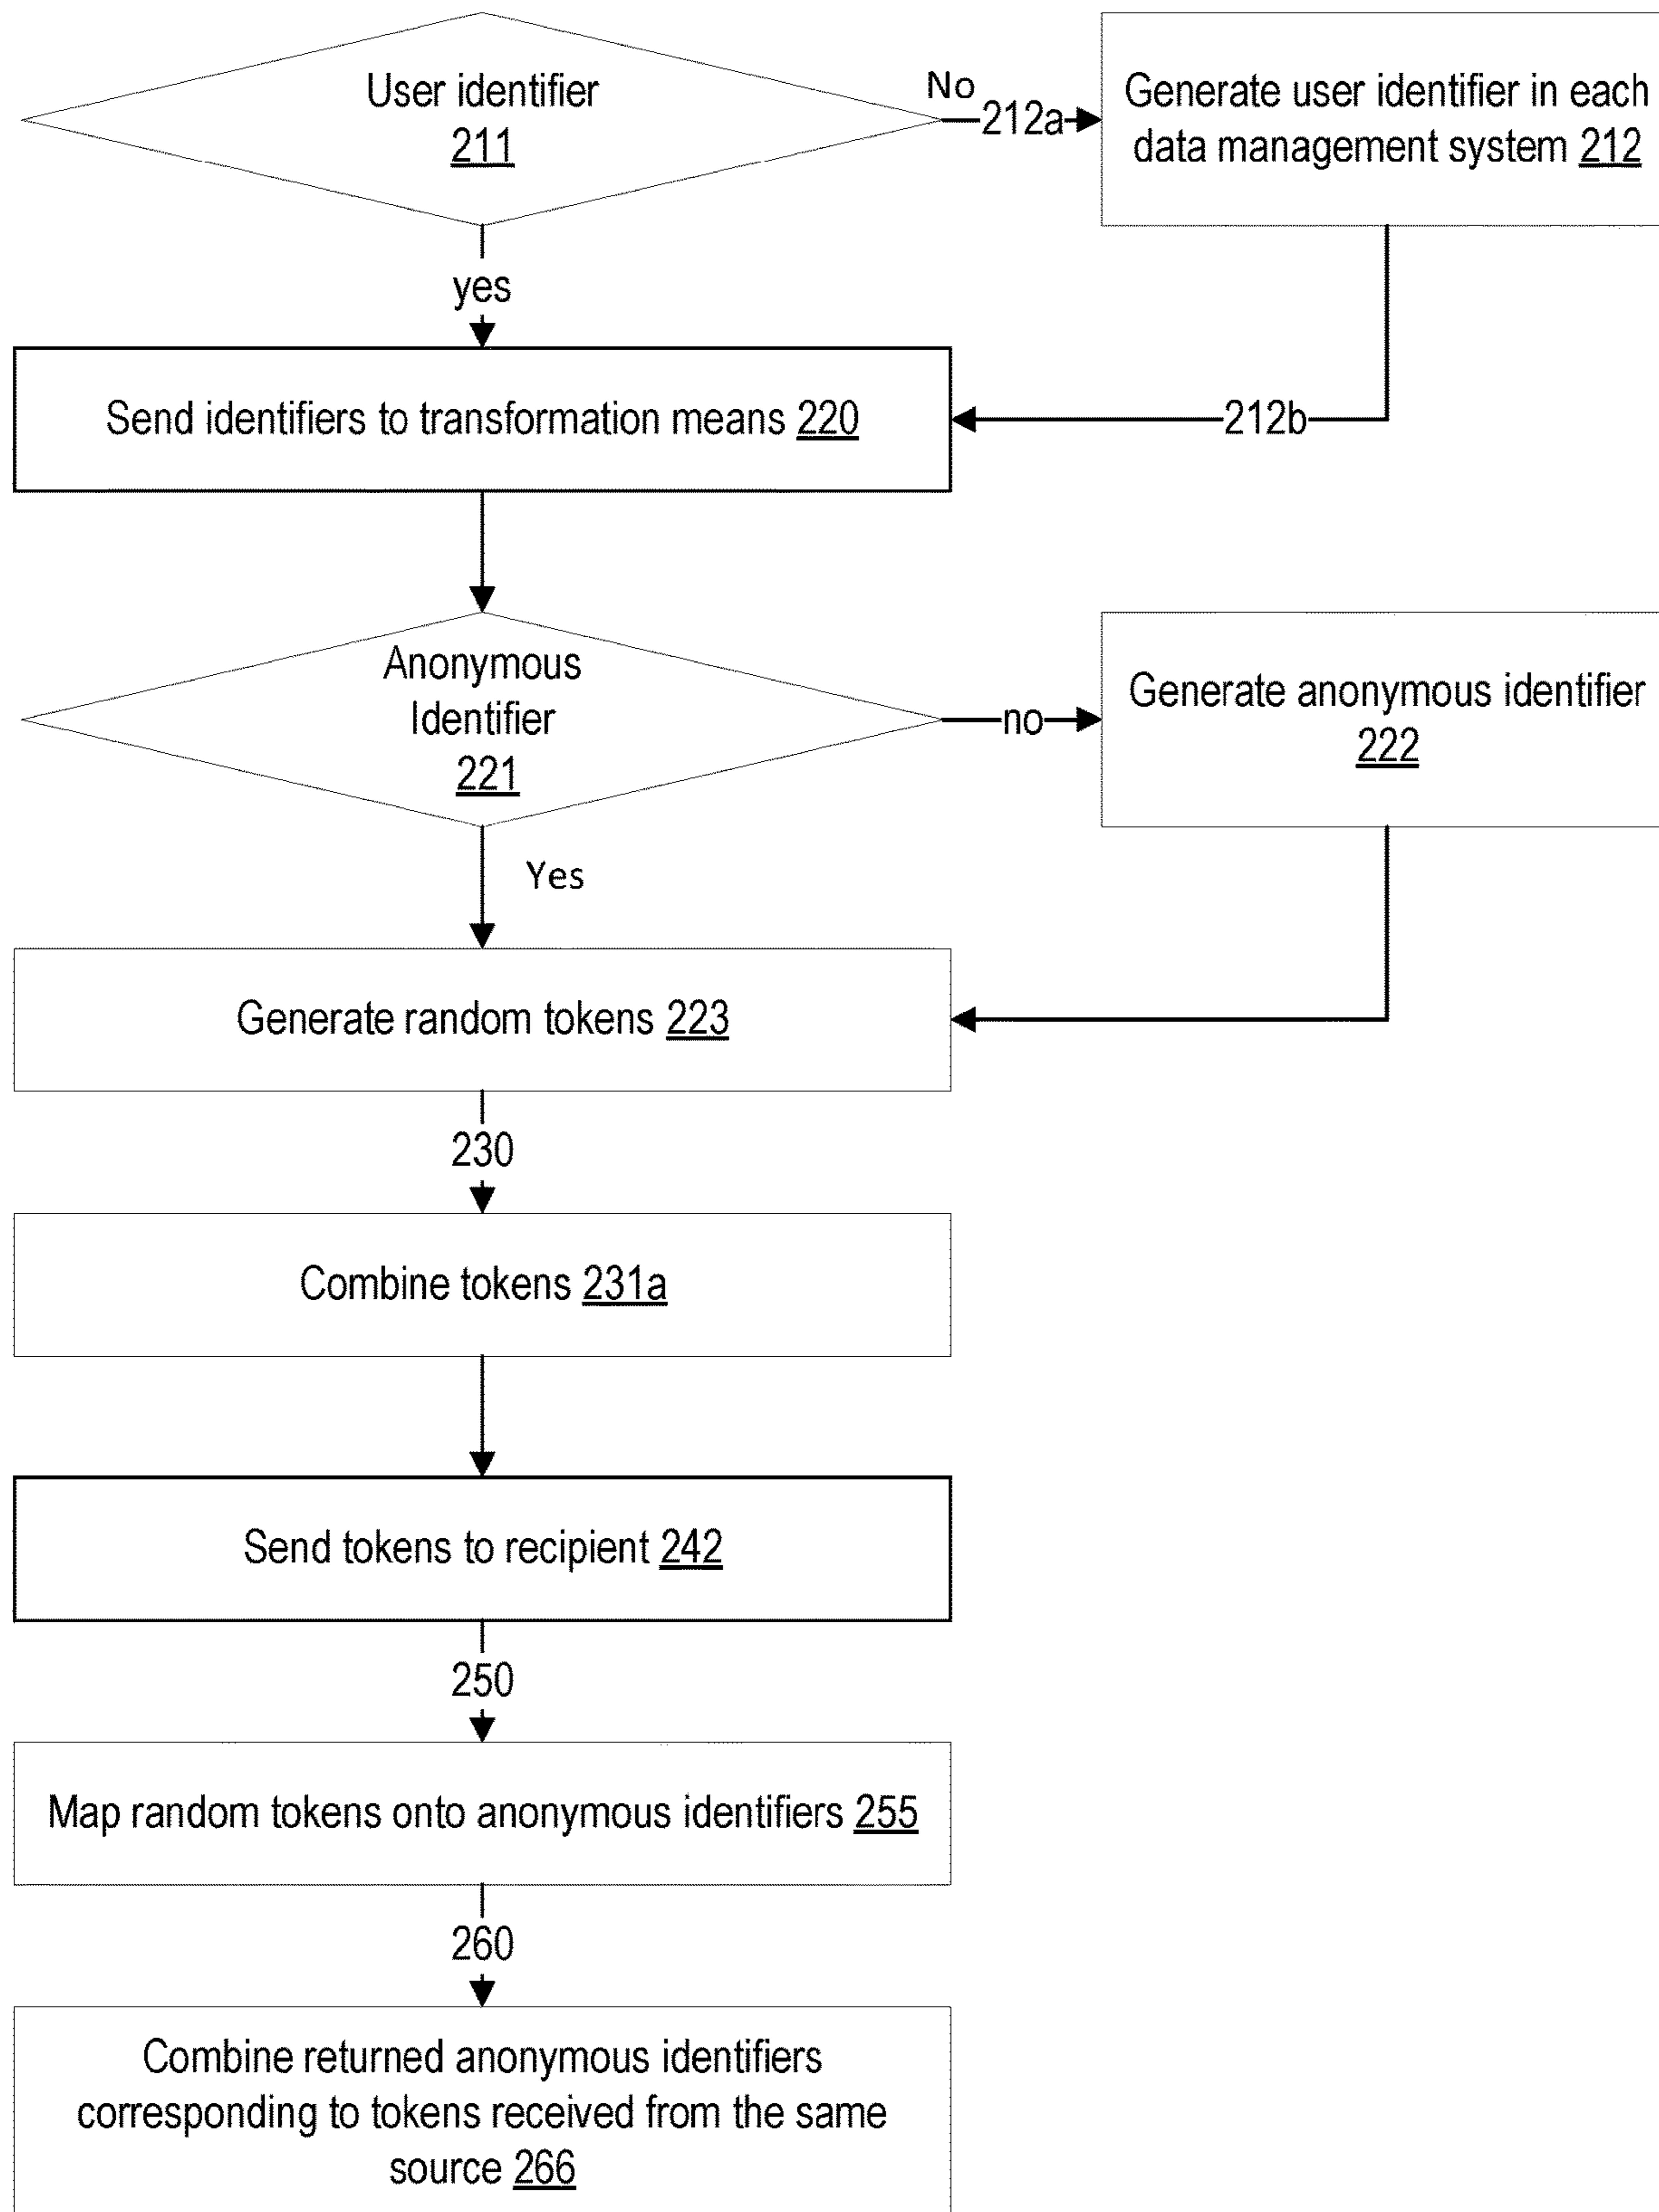 User identifier
211
No
212a
Generate user identifier in each
data management system 212
yes
Send identifiers to transformation means 220
212b
Anonymous
Identifier
221
no
Generate anonymous identifier
222
Yes
Generate random tokens 223
230
Combine tokens 231a
Send tokens to recipient 242
250
Map random tokens onto anonymous identifiers 255
260
Combine returned anonymous identifiers
corresponding to tokens received from the same
source 266